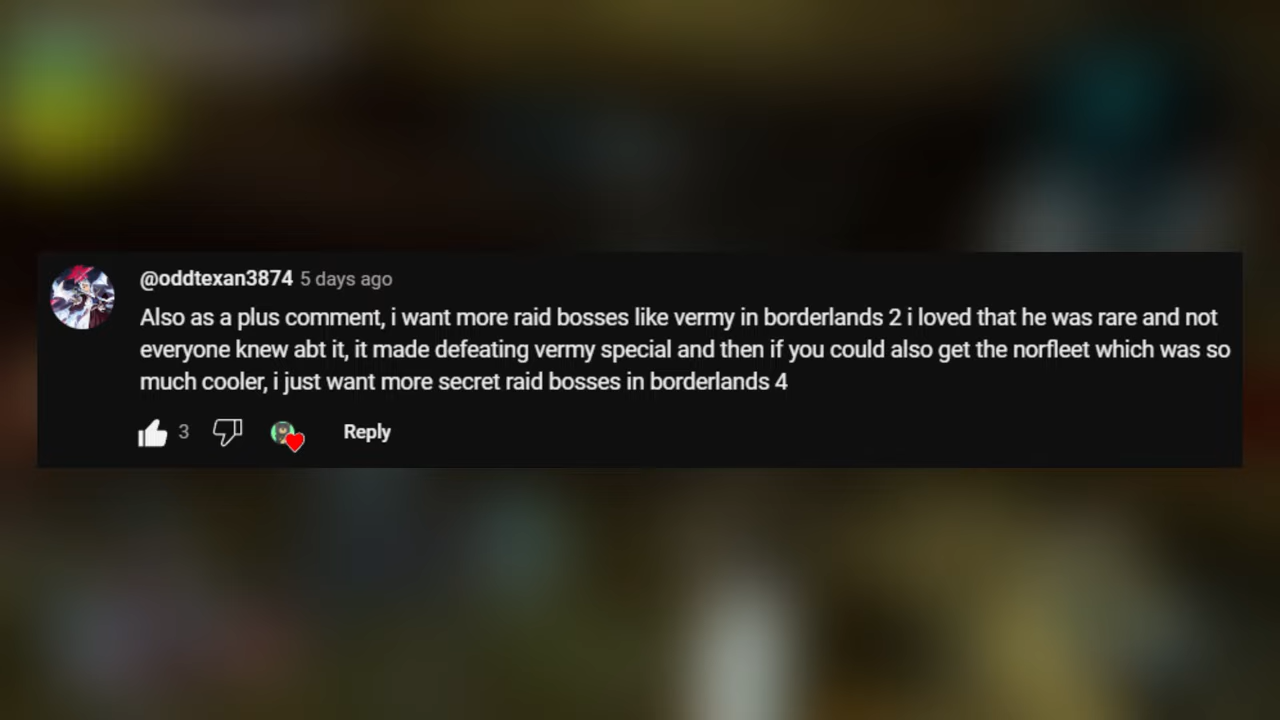 @oddtexan3874 5 days ago
Also as a plus comment, i want more raid bosses like vermy in borderlands 2 i loved that he was rare and not
everyone knew abt it, it made defeating vermy special and then if you could also get the norfleet which was so
much cooler, i just want more secret raid bosses in borderlands 4
3 Reply